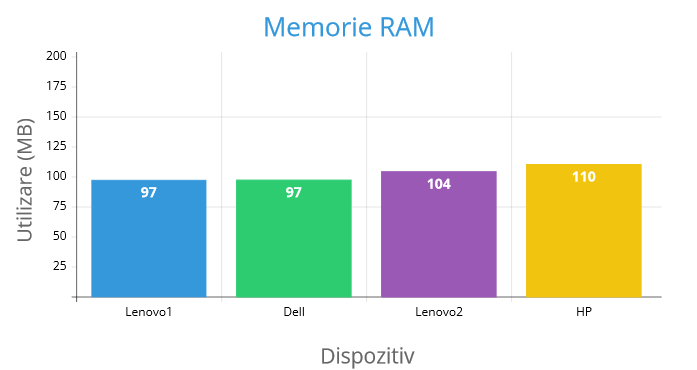 Memorie RAM
200
175
150
125
100
75
50
25
Utilizare (MB)
97
97
104
110
Lenovo1
Dell
Lenovo2
HP
Dispozitiv